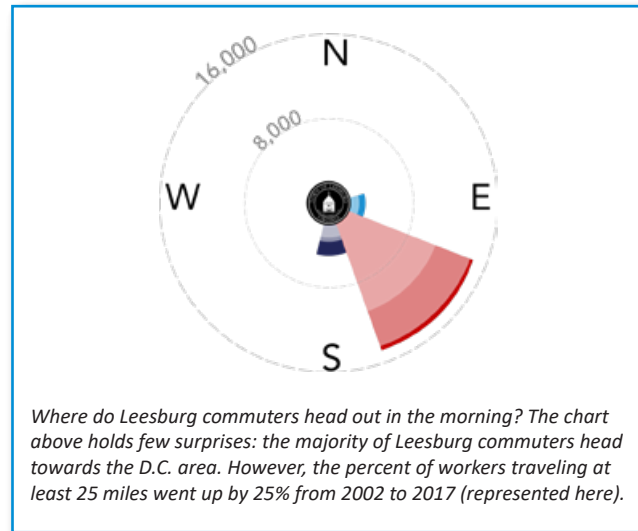 N
16,000
8,000
W
E
S
Where do Leesburg commuters head out in the morning? The chart
above holds few surprises: the majority of Leesburg commuters head
towards the D.C. area. However, the percent of workers traveling at
least 25 miles went up by 25% from 2002 to 2017 (represented here).